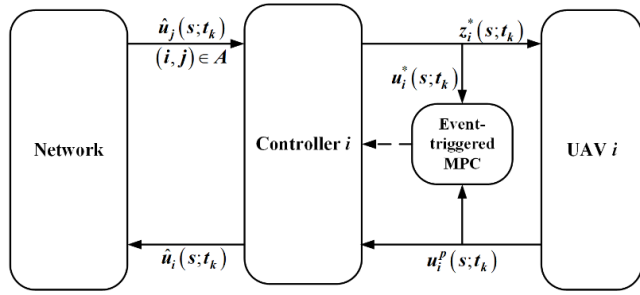 û_j(s;t_k)
(i,j)∈A
z_i^*(s;t_k)
u_i^*(s;t_k)
Network
Controller i
Event-
triggered
MPC
UAV i
û_i(s;t_k)
u_i^p(s;t_k)